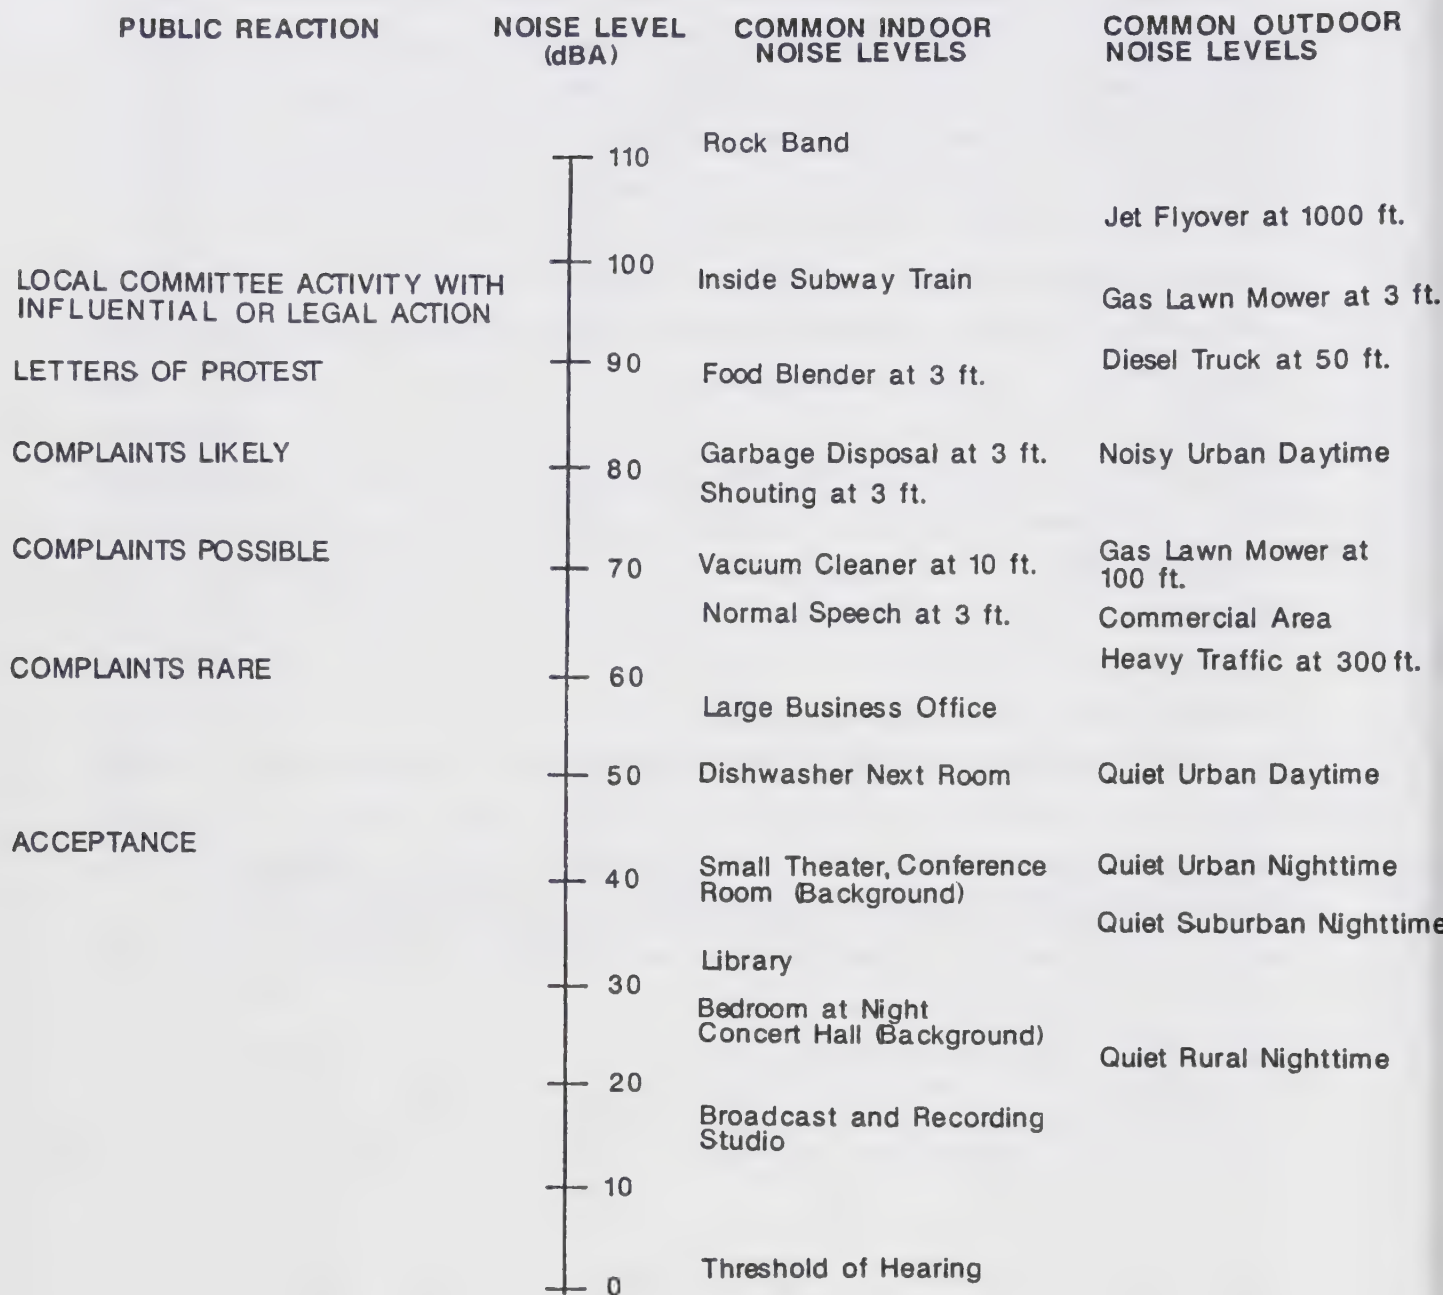 PUBLIC REACTION
NOISE LEVEL
(dBA)
COMMON INDOOR
NOISE LEVELS
COMMON OUTDOOR
NOISE LEVELS
110
Rock Band
Jet Flyover at 1000 ft.
LOCAL COMMITTEE ACTIVITY WITH
INFLUENTIAL OR LEGAL ACTION
100
Inside Subway Train
Gas Lawn Mower at 3 ft.
LETTERS OF PROTEST
90
Food Blender at 3 ft.
Diesel Truck at 50 ft.
COMPLAINTS LIKELY
80
Garbage Disposal at 3 ft.
Shouting at 3 ft.
Noisy Urban Daytime
COMPLAINTS POSSIBLE
70
Vacuum Cleaner at 10 ft.
Gas Lawn Mower at
100 ft.
Normal Speech at 3 ft.
Commercial Area
COMPLAINTS RARE
60
Heavy Traffic at 300 ft.
Large Business Office
50
Dishwasher Next Room
Quiet Urban Daytime
ACCEPTANCE
40
Small Theater, Conference
Room (Background)
Quiet Urban Nighttime
Quiet Suburban Nighttime
Library
30
Bedroom at Night
Concert Hall (Background)
Quiet Rural Nighttime
20
Broadcast and Recording
Studio
10
Threshold of Hearing
0